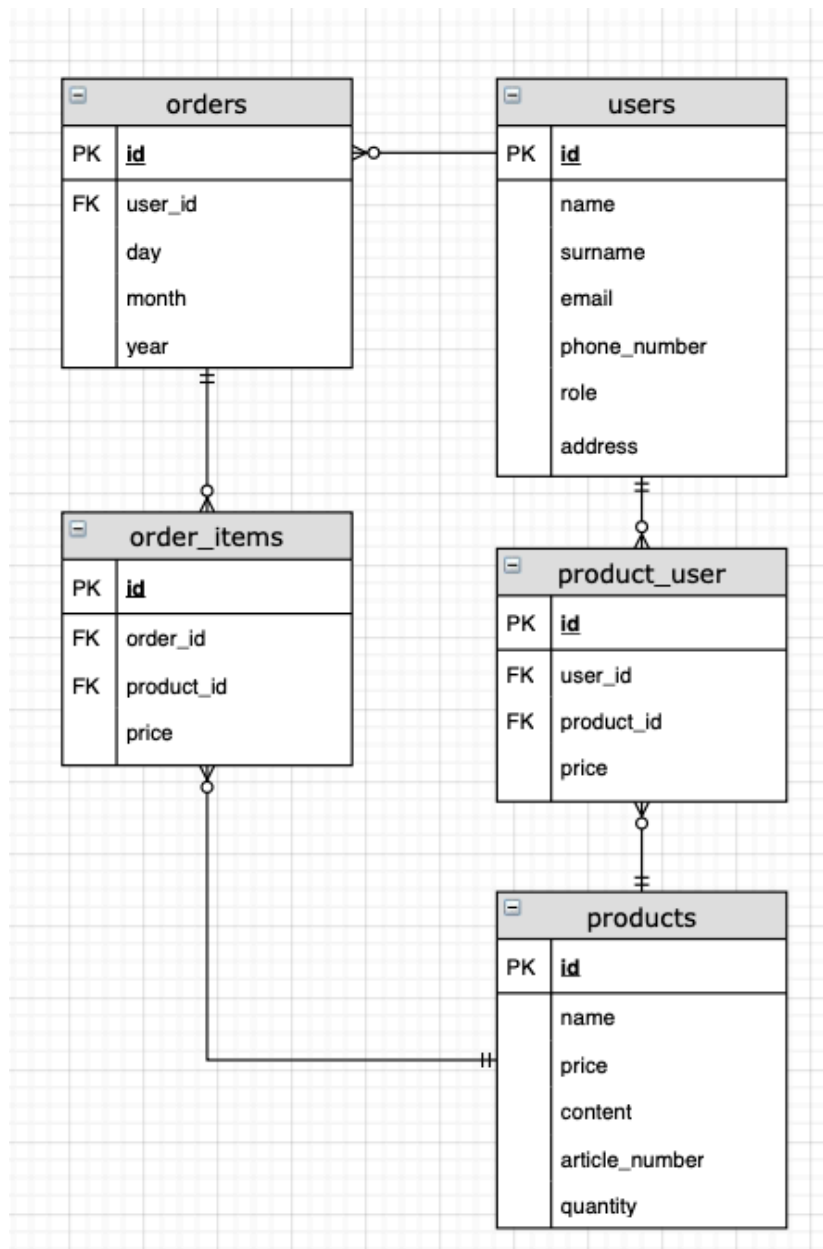 orders
PK id
FK user_id
day
month
year
users
PK id
name
surname
email
phone_number
role
address
order_items
PK id
FK order_id
FK product_id
price
product_user
PK id
FK user_id
FK product_id
price
products
PK id
name
price
content
article_number
quantity